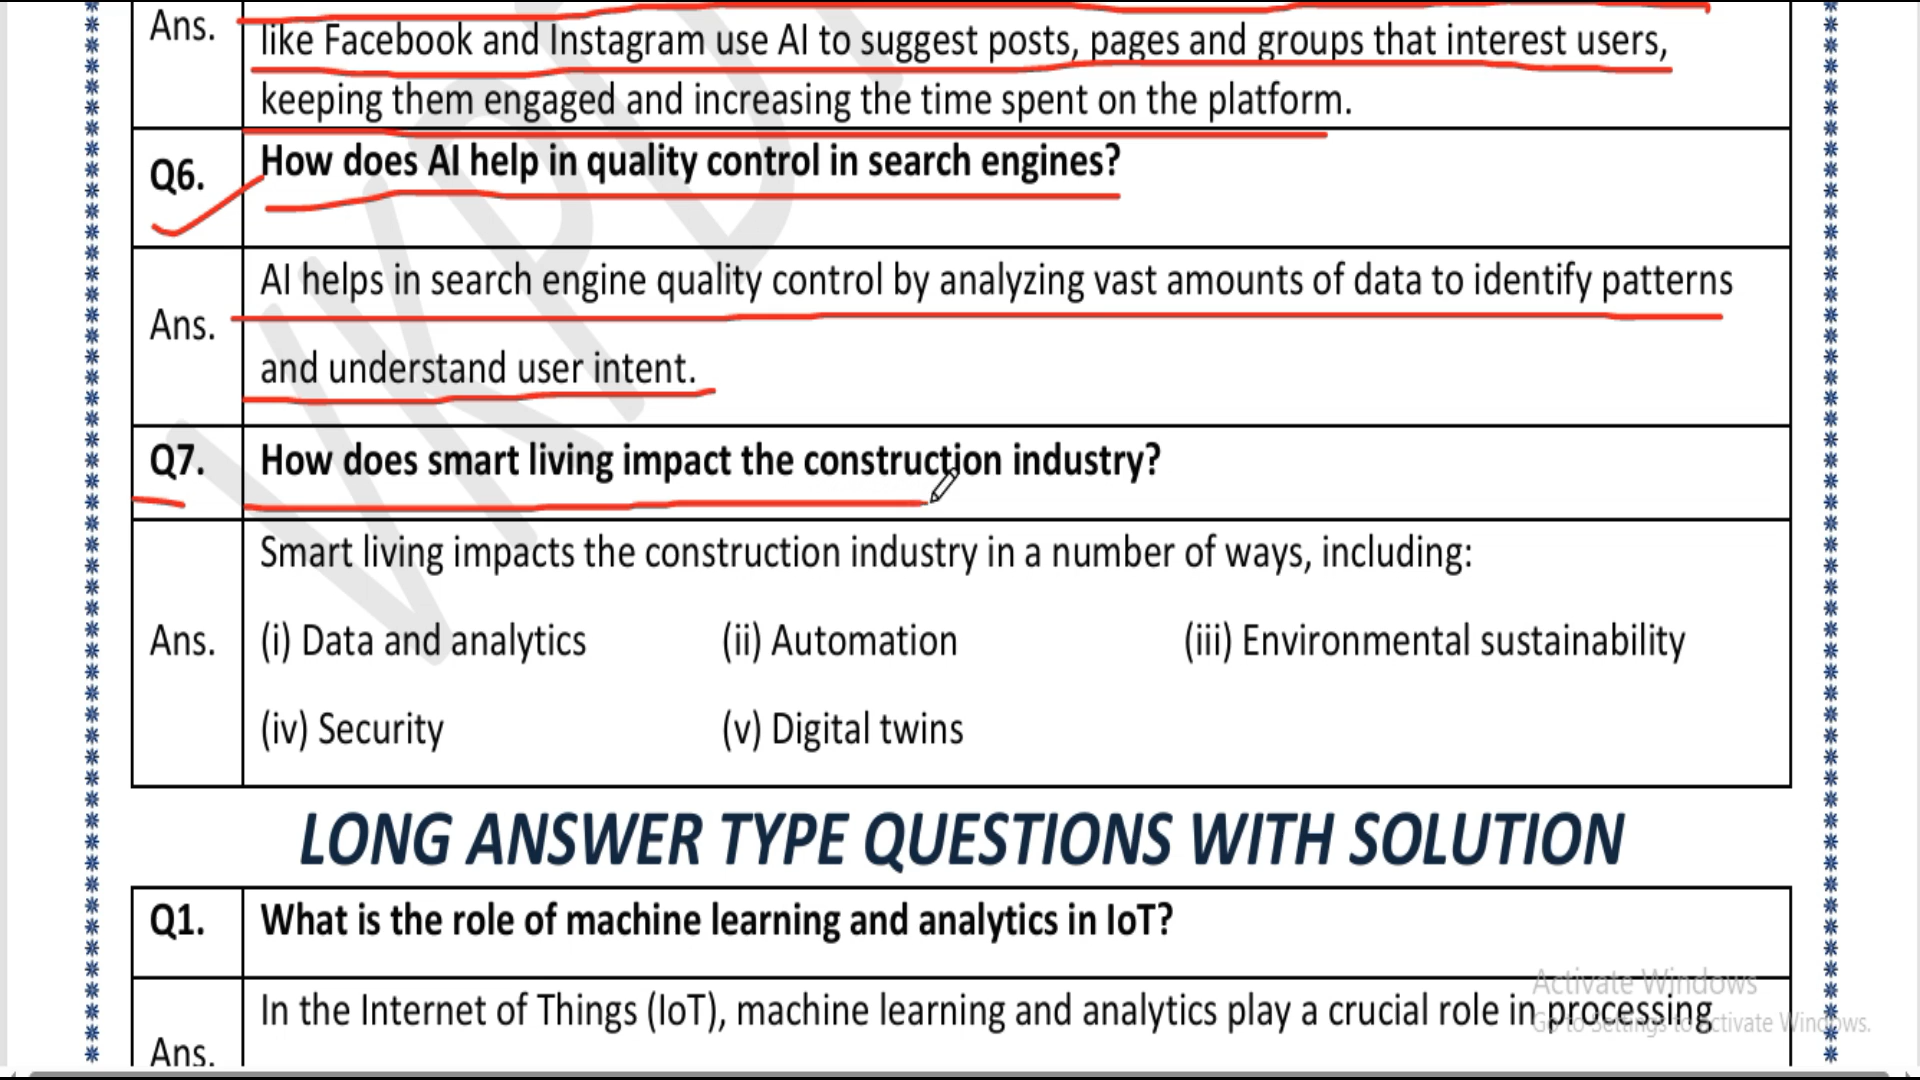 Ans.
like Facebook and Instagram use AI to suggest posts, pages and groups that interest users,
keeping them engaged and increasing the time spent on the platform.
Q6.
How does AI help in quality control in search engines?
Ans.
AI helps in search engine quality control by analyzing vast amounts of data to identify patterns
and understand user intent.
Q7.
How does smart living impact the construction industry?
Ans.
Smart living impacts the construction industry in a number of ways, including:
(i) Data and analytics (ii) Automation (iii) Environmental sustainability
(iv) Security (v) Digital twins
LONG ANSWER TYPE QUESTIONS WITH SOLUTION
Q1.
What is the role of machine learning and analytics in IoT?
Ans.
In the Internet of Things (IoT), machine learning and analytics play a crucial role in processing
Activate Windows
Go to Settings to activate Windows.